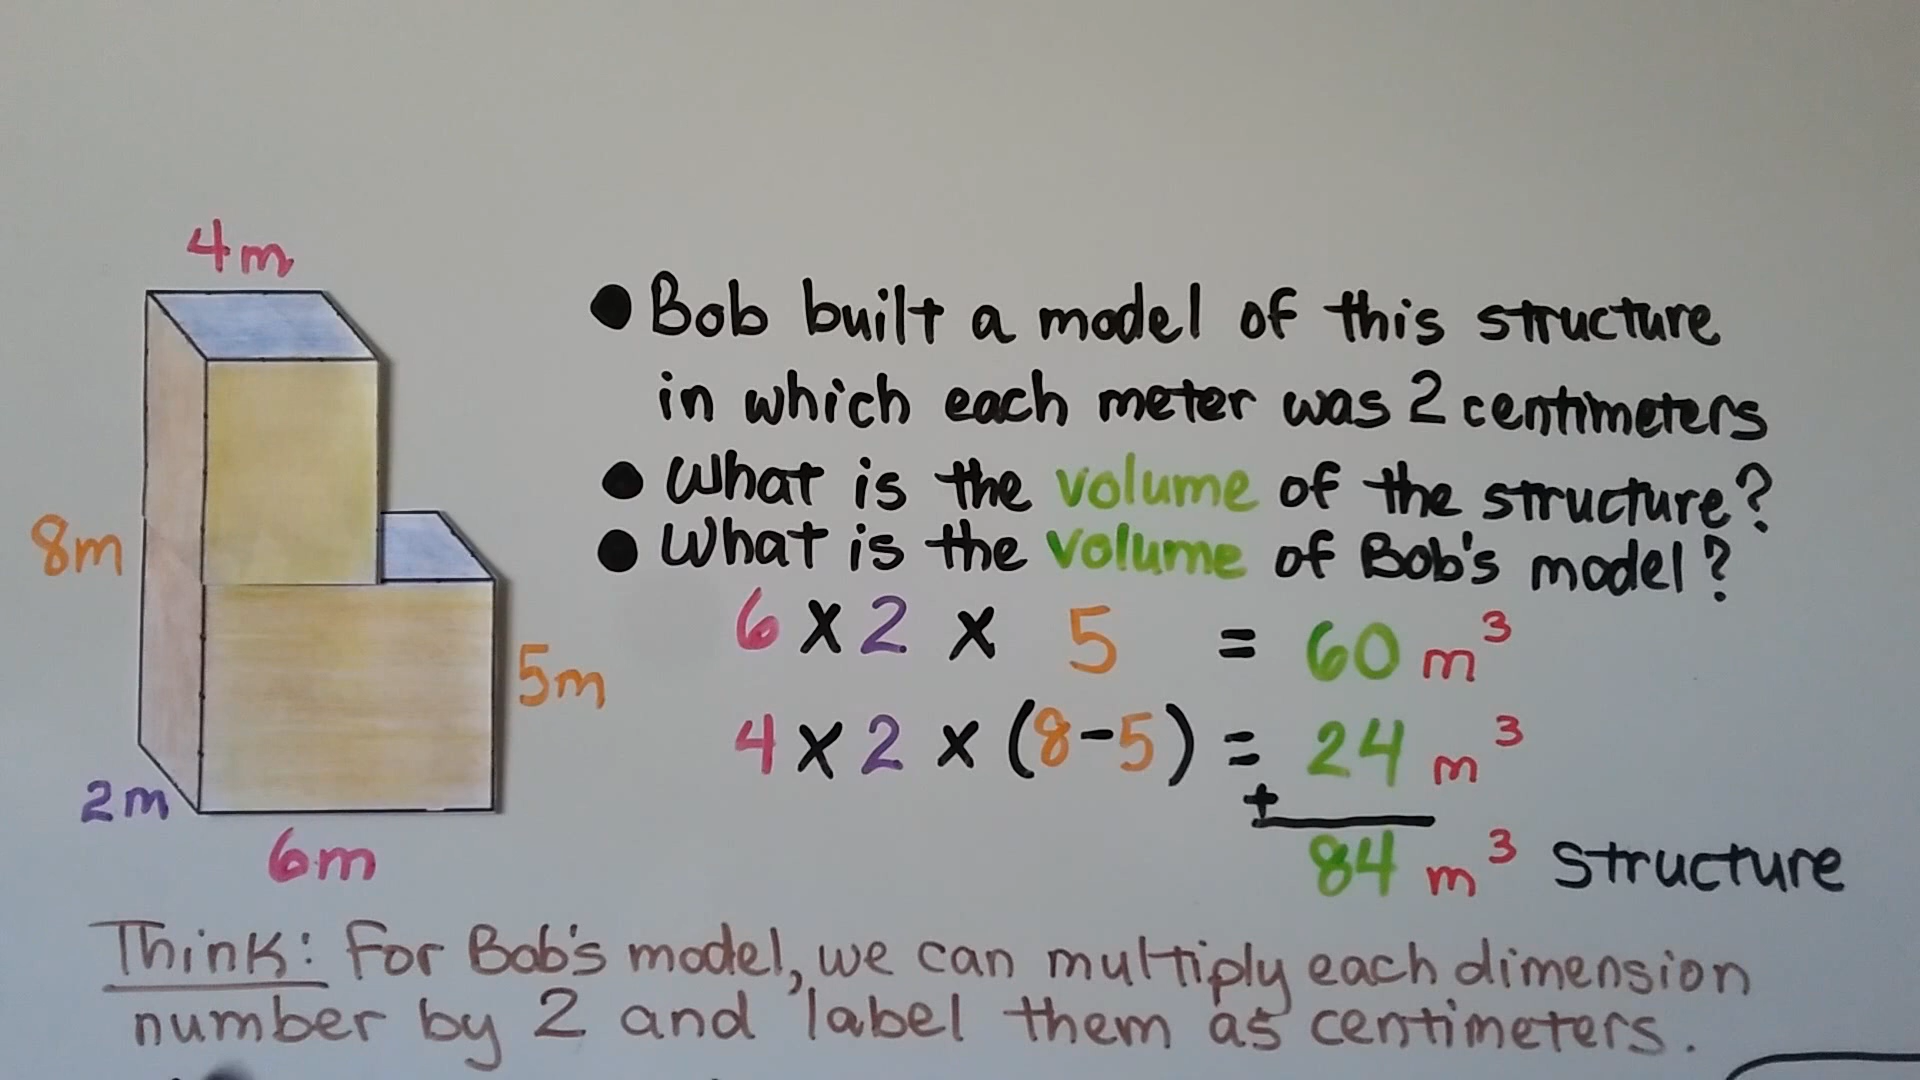 4m
8m
5m
2m
6m
• Bob built a model of this structure
in which each meter was 2 centimeters
• What is the volume of the structure?
• What is the volume of Bob's model?
6 x 2 x 5 = 60 m³
4 x 2 x (8-5) = 24 m³
+
84 m³ Structure
Think: For Bob's model, we can multiply each dimension
number by 2 and label them as centimeters.